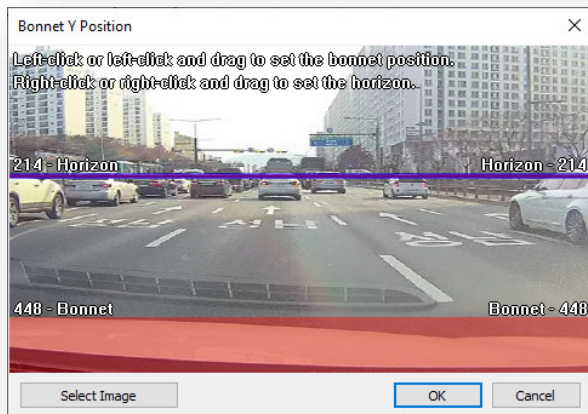 Bonnet Y Position
Left-click or left-click and drag to set the bonnet position.
Right-click or right-click and drag to set the horizon.
214 - Horizon
Horizon - 214
448 - Bonnet
Bonnet - 448
Select Image
OK
Cancel